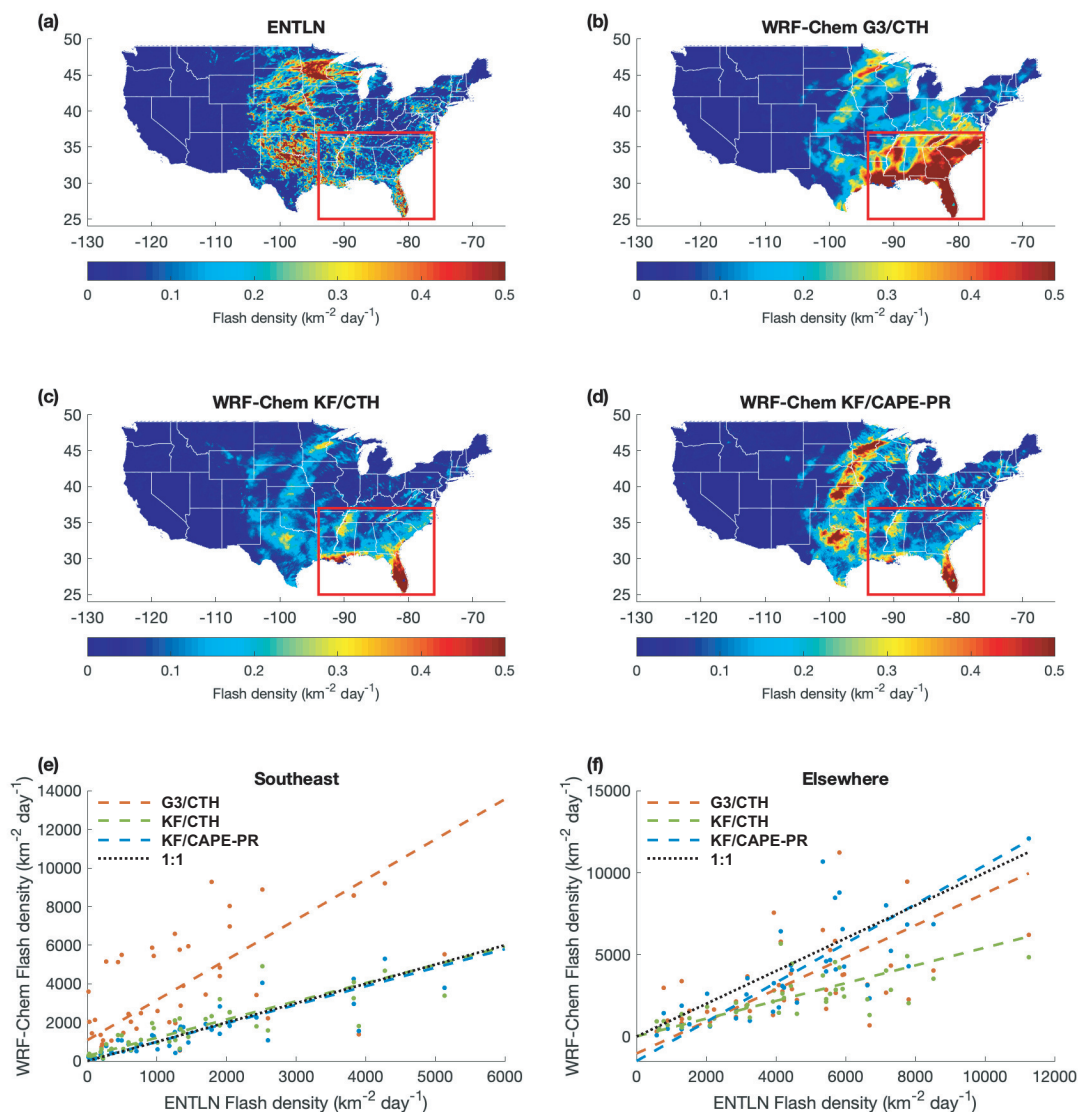 (a)
ENTLN
50
45
40
35
30
25
-130 -120 -110 -100 -90 -80 -70
0 0.1 0.2 0.3 0.4 0.5
Flash density (km-2 day-1)
(b)
WRF-Chem G3/CTH
50
45
40
35
30
25
-130 -120 -110 -100 -90 -80 -70
0 0.1 0.2 0.3 0.4 0.5
Flash density (km-2 day-1)
(c)
WRF-Chem KF/CTH
50
45
40
35
30
24
-130 -120 -110 -100 -90 -80 -70
0 0.1 0.2 0.3 0.4 0.5
Flash density (km-2 day-1)
(d)
WRF-Chem KF/CAPE-PR
50
45
40
35
30
24
-130 -120 -110 -100 -90 -80 -70
0 0.1 0.2 0.3 0.4 0.5
Flash density (km-2 day-1)
(e)
Southeast
WRF-Chem Flash density (km-2 day-1)
14000
12000
10000
8000
6000
4000
2000
0
G3/CTH
KF/CTH
KF/CAPE-PR
1:1
0 1000 2000 3000 4000 5000 6000
ENTLN Flash density (km-2 day-1)
(f)
Elsewhere
WRF-Chem Flash density (km-2 day-1)
15000
10000
5000
0
G3/CTH
KF/CTH
KF/CAPE-PR
1:1
0 2000 4000 6000 8000 10000 12000
ENTLN Flash density (km-2 day-1)